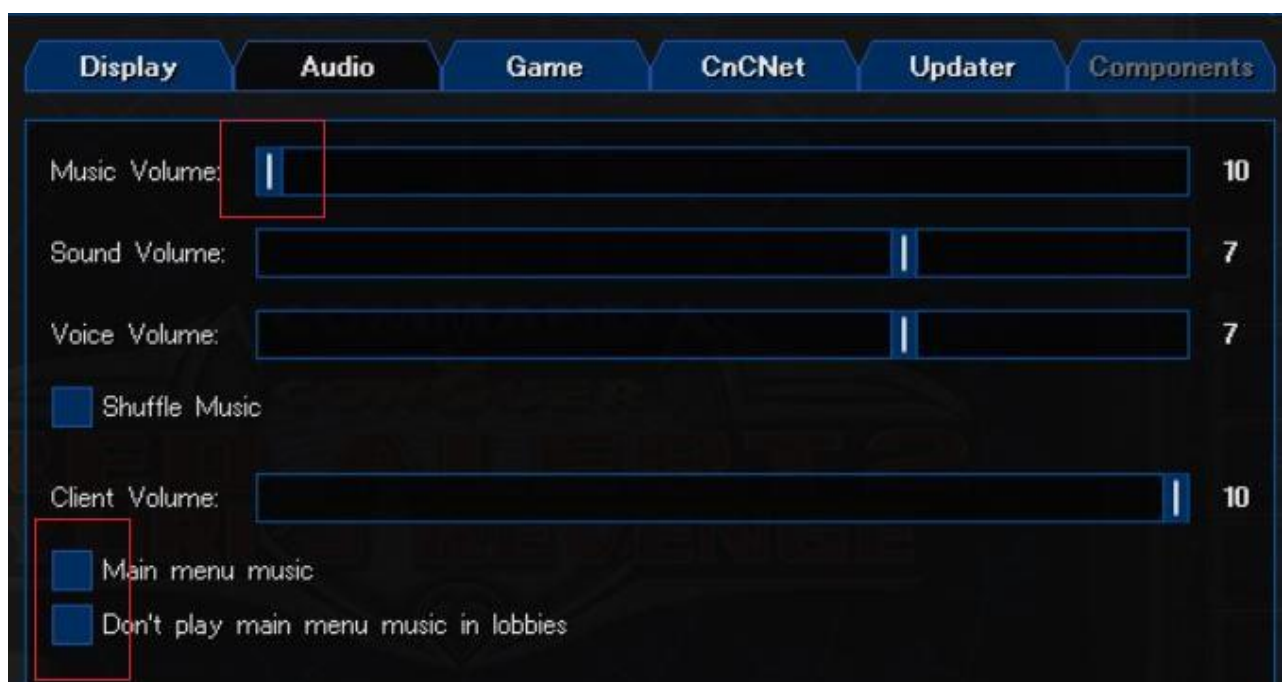 Display Audio Game CnCNet Updater Components
Music Volume: 10
Sound Volume: 7
Voice Volume: 7
Shuffle Music
Client Volume: 10
Main menu music
Don't play main menu music in lobbies